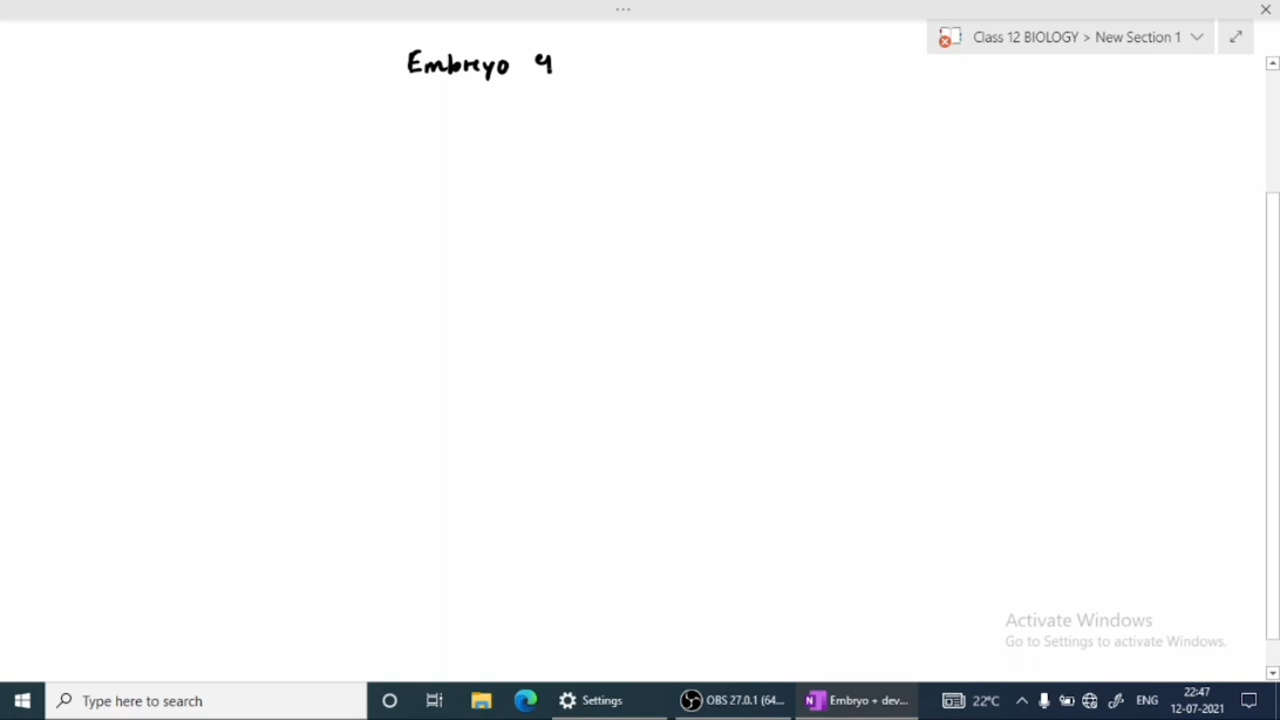 Class 12 BIOLOGY > New Section 1
Embryo
Activate Windows
Go to Settings to activate Windows.
Type here to search
Settings
OBS 27.0.1 (64...
Embryo + dev...
22°C
ENG
22:47
12-07-2021